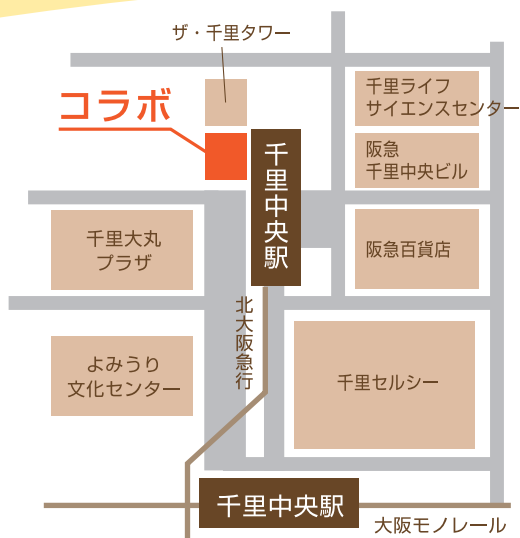 ザ・千里タワー
コラボ
千里ライフ
サイエンスセンター
阪急
千里中央ビル
千里中央駅
千里大丸
プラザ
阪急百貨店
北大阪急行
よみうり
文化センター
千里セルシー
千里中央駅
大阪モノレール